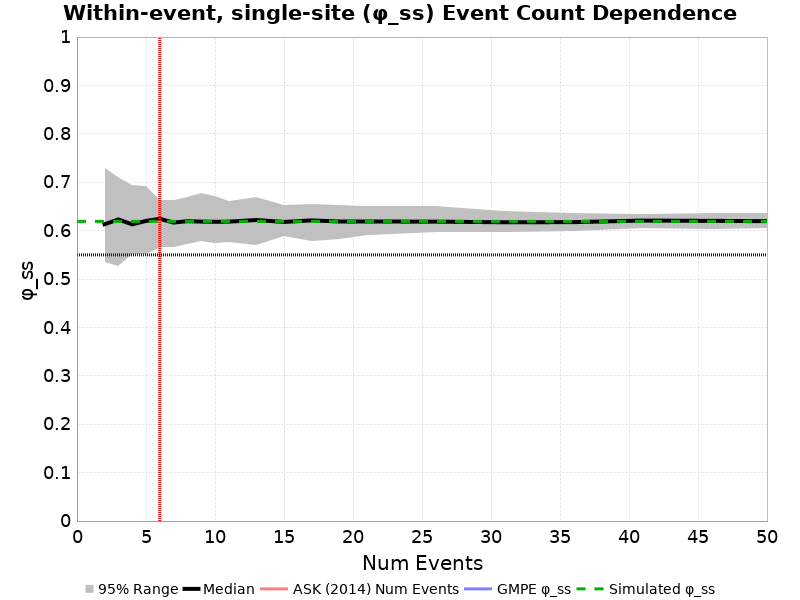 Within-event, single-site (φ_ss) Event Count Dependence
1
0.9
0.8
0.7
0.6
0.5
0.4
0.3
0.2
0.1
0
φ_ss
0 5 10 15 20 25 30 35 40 45 50
Num Events
95% Range Median ASK (2014) Num Events GMPE φ_ss Simulated φ_ss